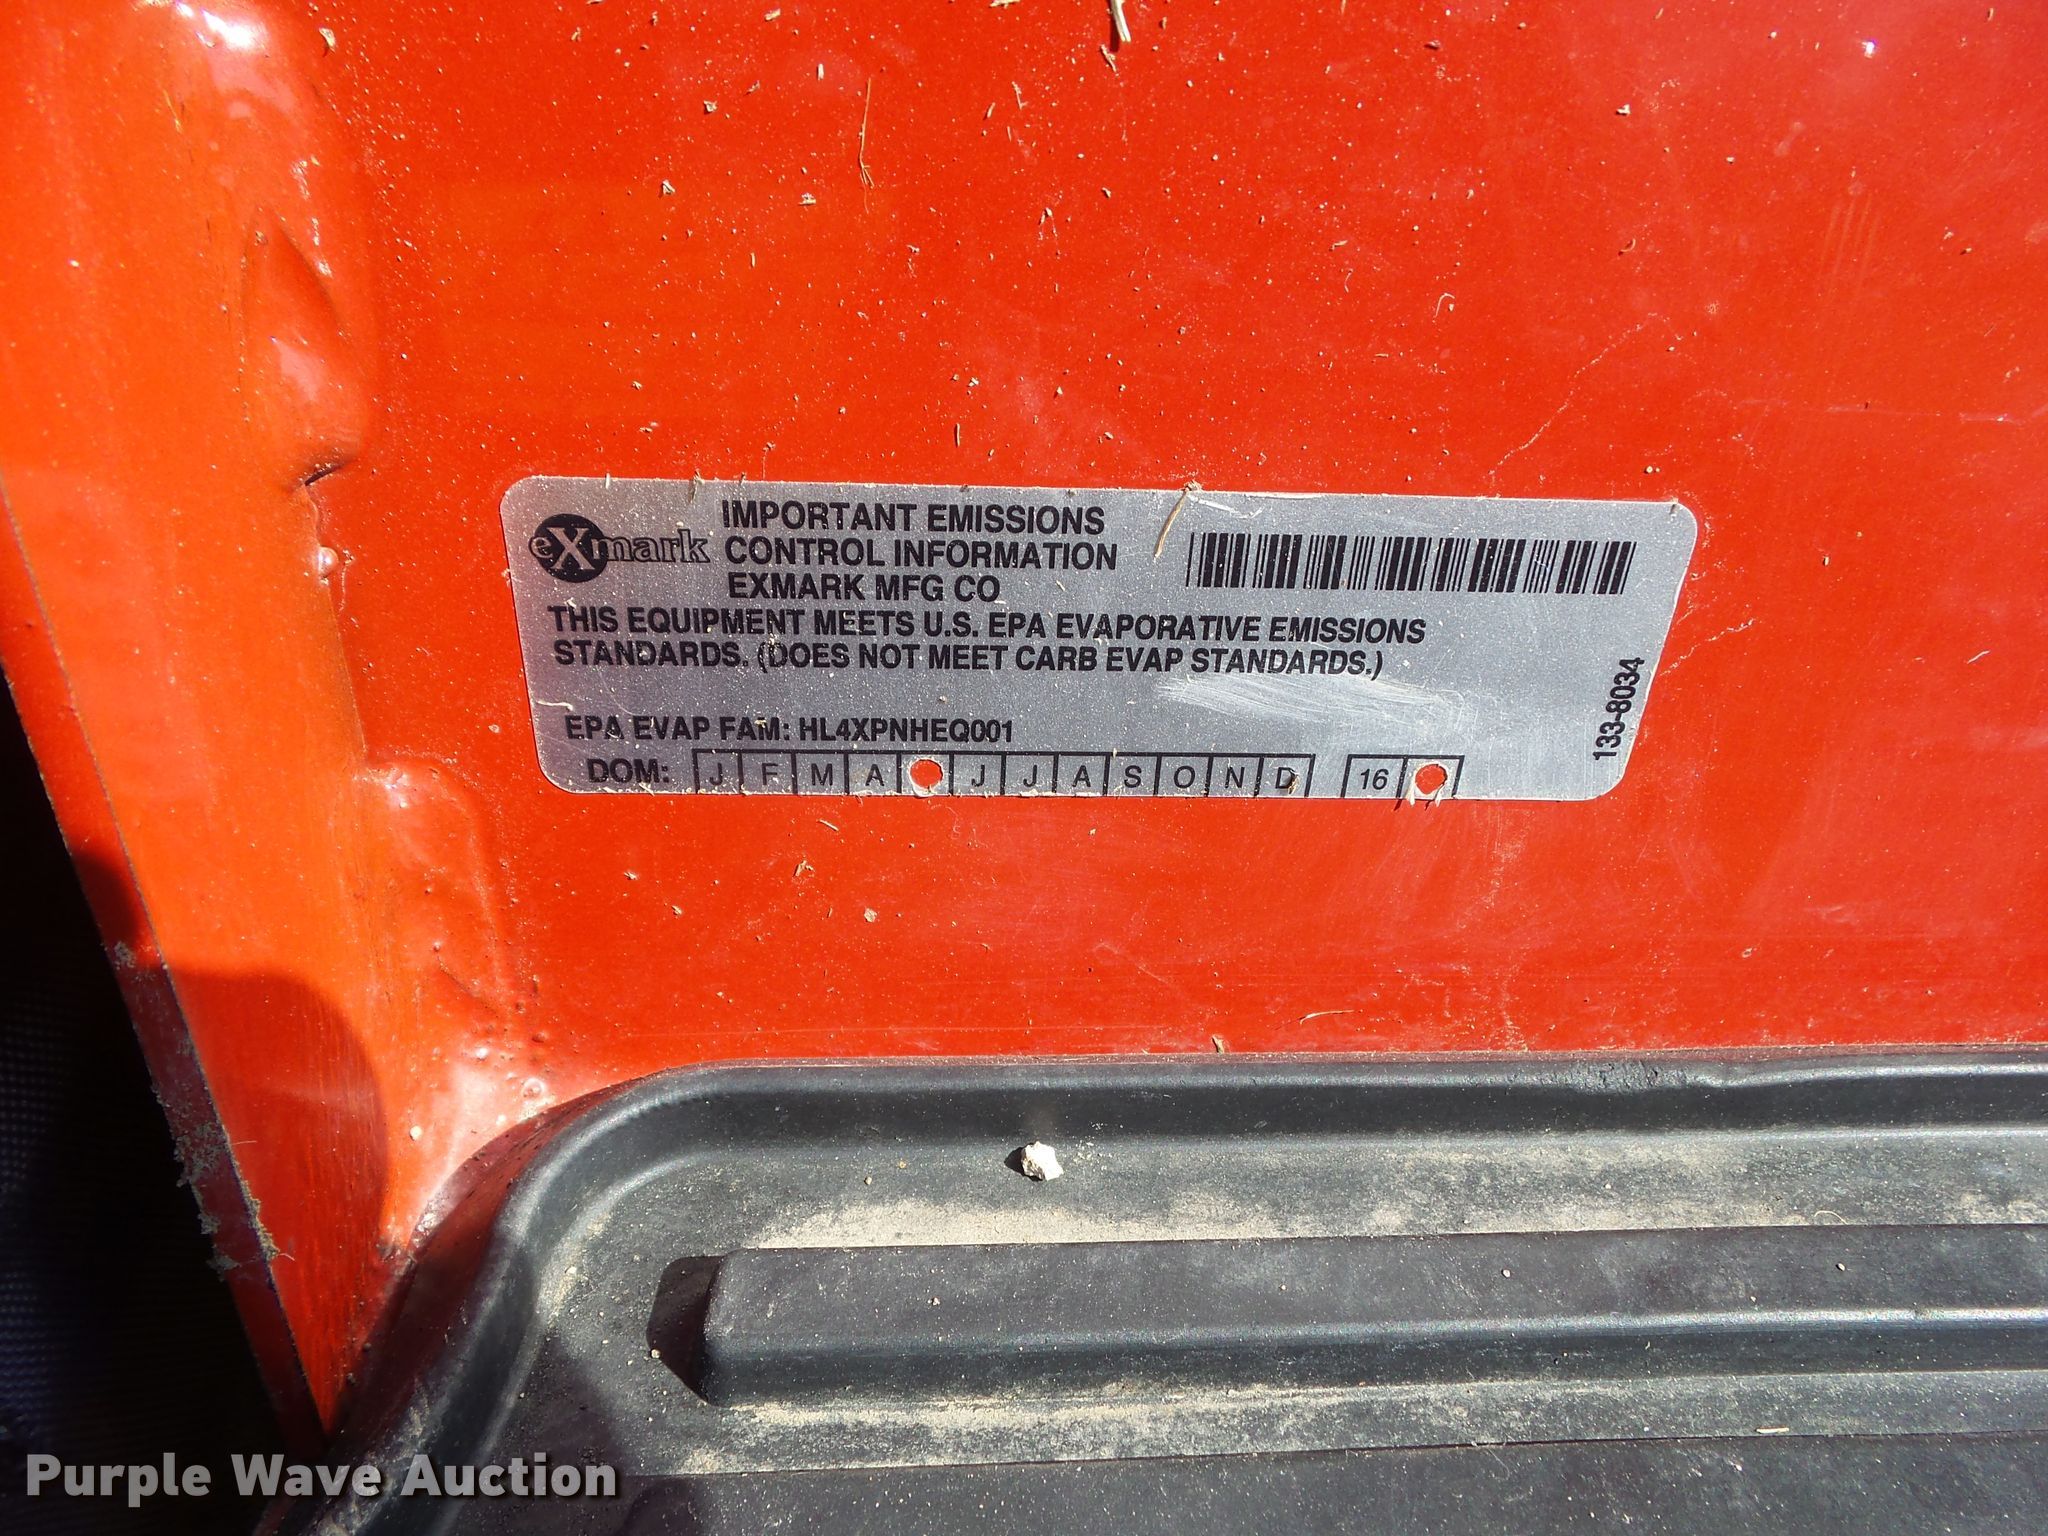 eXmark
IMPORTANT EMISSIONS
CONTROL INFORMATION
EXMARK MFG CO
THIS EQUIPMENT MEETS U.S. EPA EVAPORATIVE EMISSIONS
STANDARDS. (DOES NOT MEET CARB EVAP STANDARDS.)
EPA EVAP FAM: HL4XPNHEQ001
DOM: J F M A J J A S O N D 16
133-8034
Purple Wave Auction